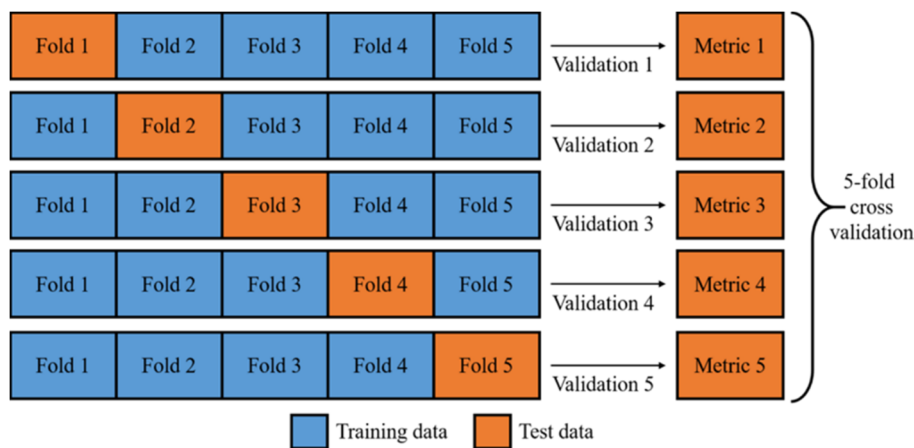 Fold 1 Fold 2 Fold 3 Fold 4 Fold 5 Validation 1 Metric 1
Fold 1 Fold 2 Fold 3 Fold 4 Fold 5 Validation 2 Metric 2
Fold 1 Fold 2 Fold 3 Fold 4 Fold 5 Validation 3 Metric 3
Fold 1 Fold 2 Fold 3 Fold 4 Fold 5 Validation 4 Metric 4
Fold 1 Fold 2 Fold 3 Fold 4 Fold 5 Validation 5 Metric 5
5-fold
cross
validation
Training data Test data